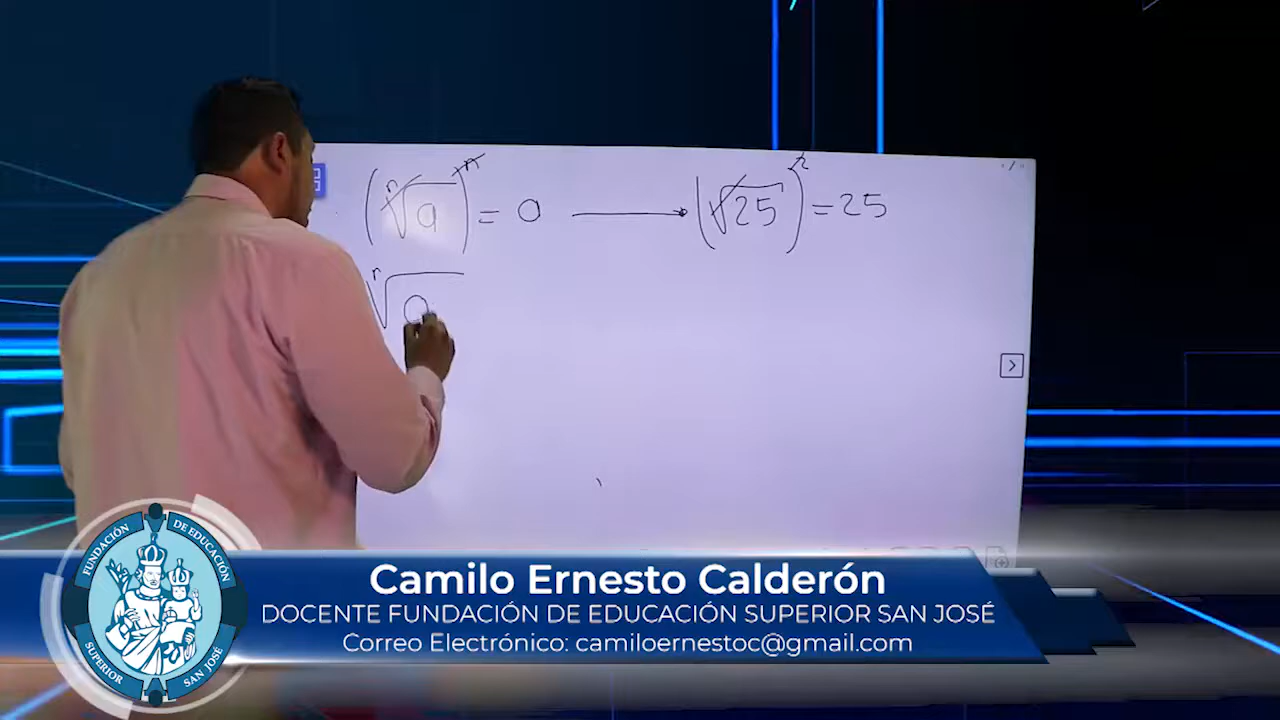 (ⁿ√a)ⁿ = a ⟶ (√25)² = 25
ⁿ√a
Camilo Ernesto Calderón
DOCENTE FUNDACIÓN DE EDUCACIÓN SUPERIOR SAN JOSÉ
Correo Electrónico: camiloernestoc@gmail.com
FUNDACIÓN DE EDUCACIÓN
SUPERIOR SAN JOSÉ